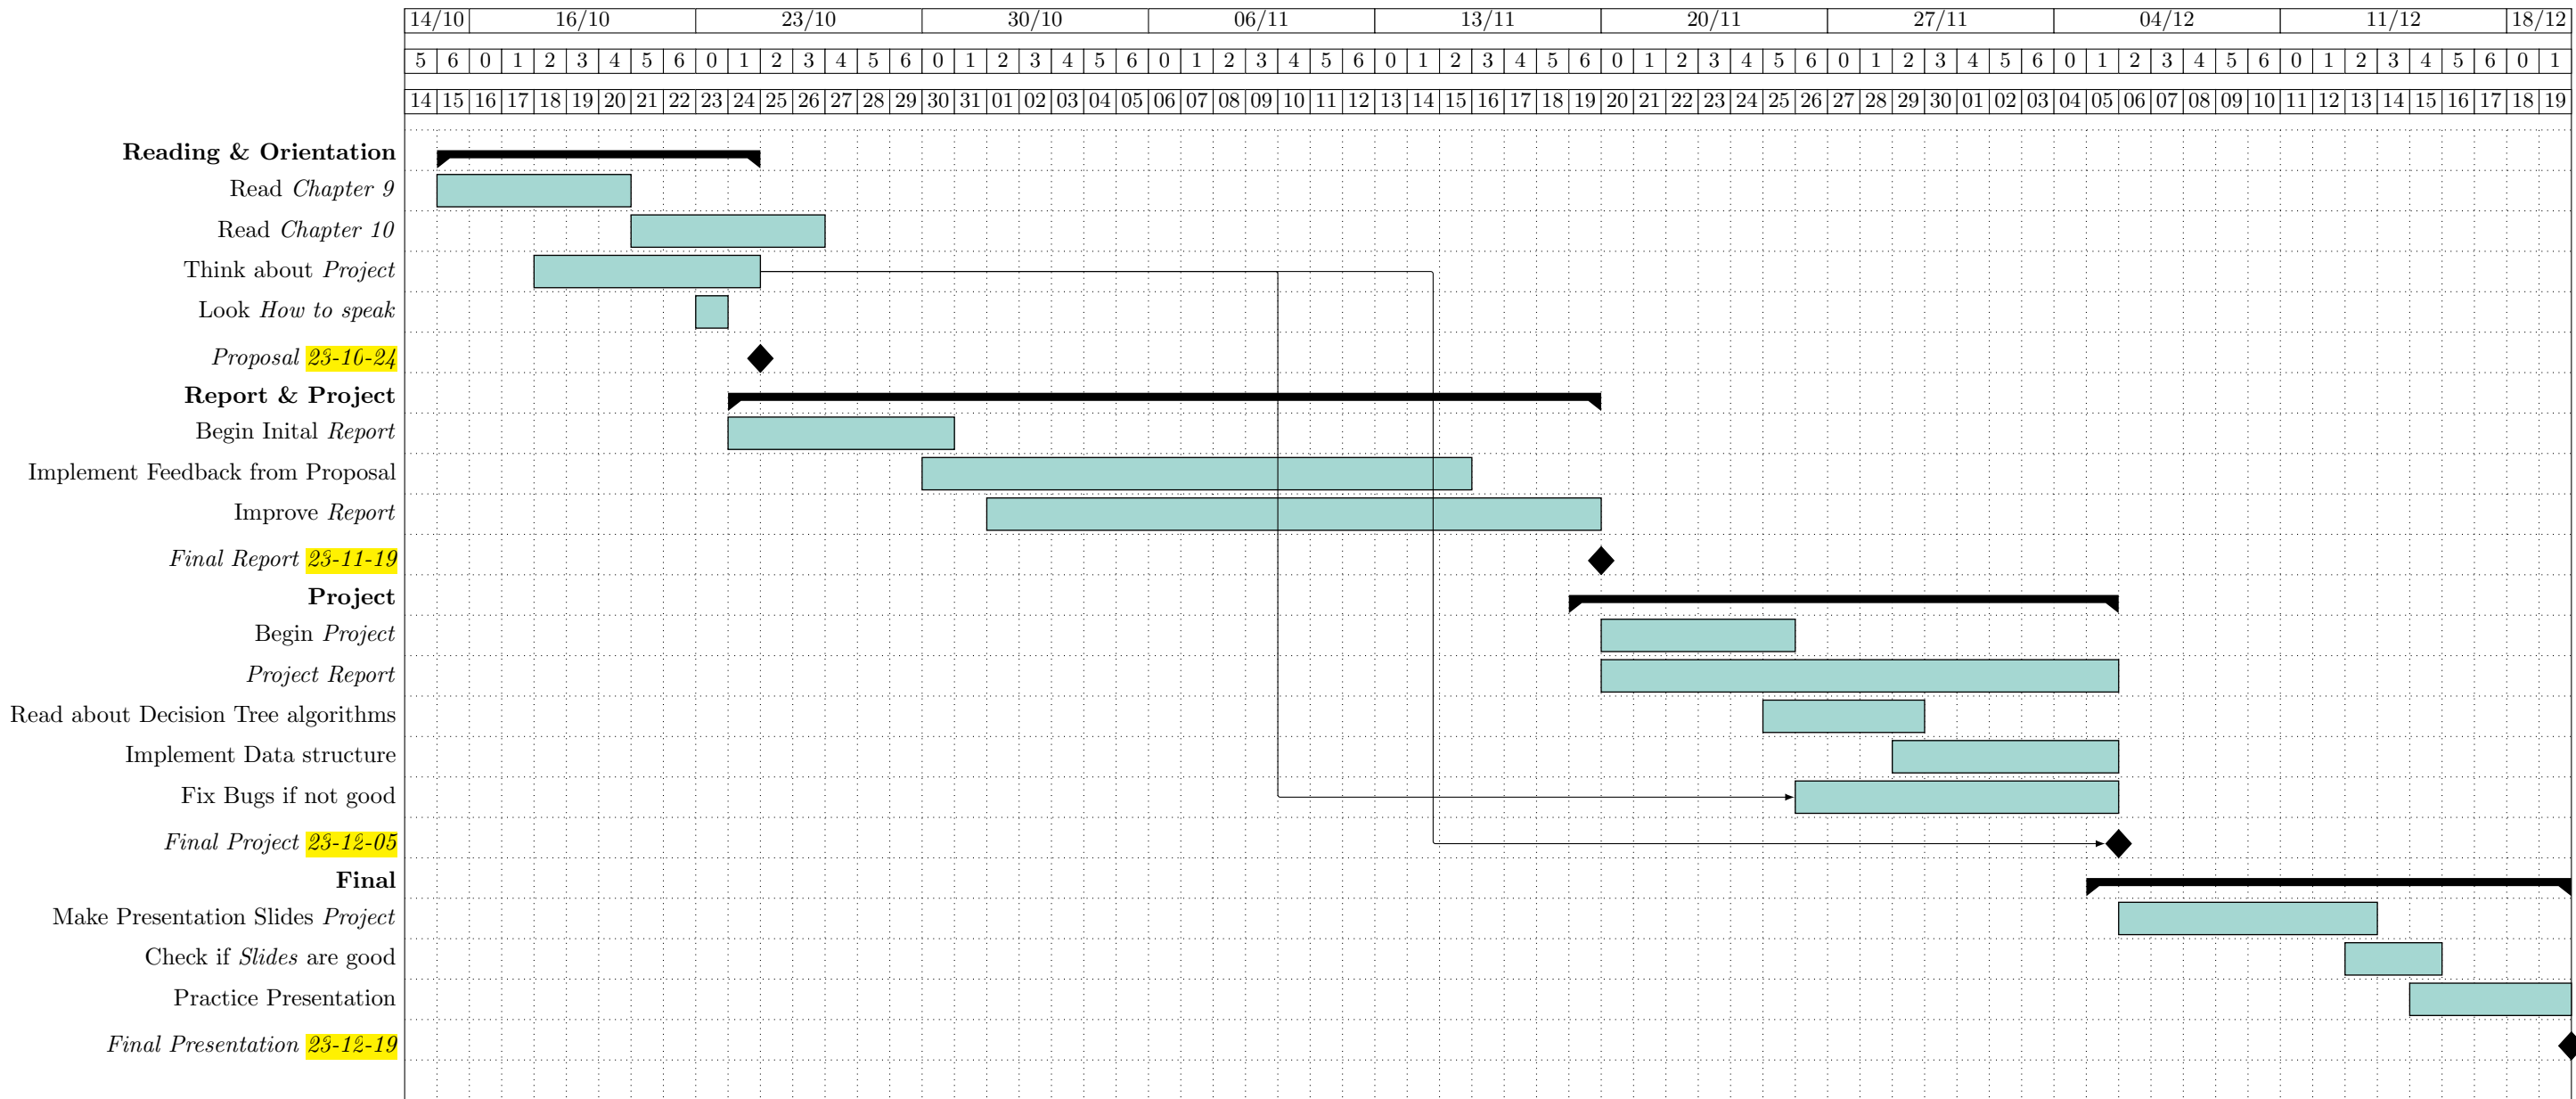 14/10 16/10 23/10 30/10 06/11 13/11 20/11 27/11 04/12 11/12 18/12
5 6 0 1 2 3 4 5 6 0 1 2 3 4 5 6 0 1 2 3 4 5 6 0 1 2 3 4 5 6 0 1 2 3 4 5 6 0 1 2 3 4 5 6 0 1 2 3 4 5 6 0 1 2 3 4 5 6 0 1 2 3 4 5 6 0 1
14 15 16 17 18 19 20 21 22 23 24 25 26 27 28 29 30 31 01 02 03 04 05 06 07 08 09 10 11 12 13 14 15 16 17 18 19 20 21 22 23 24 25 26 27 28 29 30 01 02 03 04 05 06 07 08 09 10 11 12 13 14 15 16 17 18 19
Reading & Orientation
Read Chapter 9
Read Chapter 10
Think about Project
Look How to speak
Proposal 23-10-24
Report & Project
Begin Inital Report
Implement Feedback from Proposal
Improve Report
Final Report 23-11-19
Project
Begin Project
Project Report
Read about Decision Tree algorithms
Implement Data structure
Fix Bugs if not good
Final Project 23-12-05
Final
Make Presentation Slides Project
Check if Slides are good
Practice Presentation
Final Presentation 23-12-19